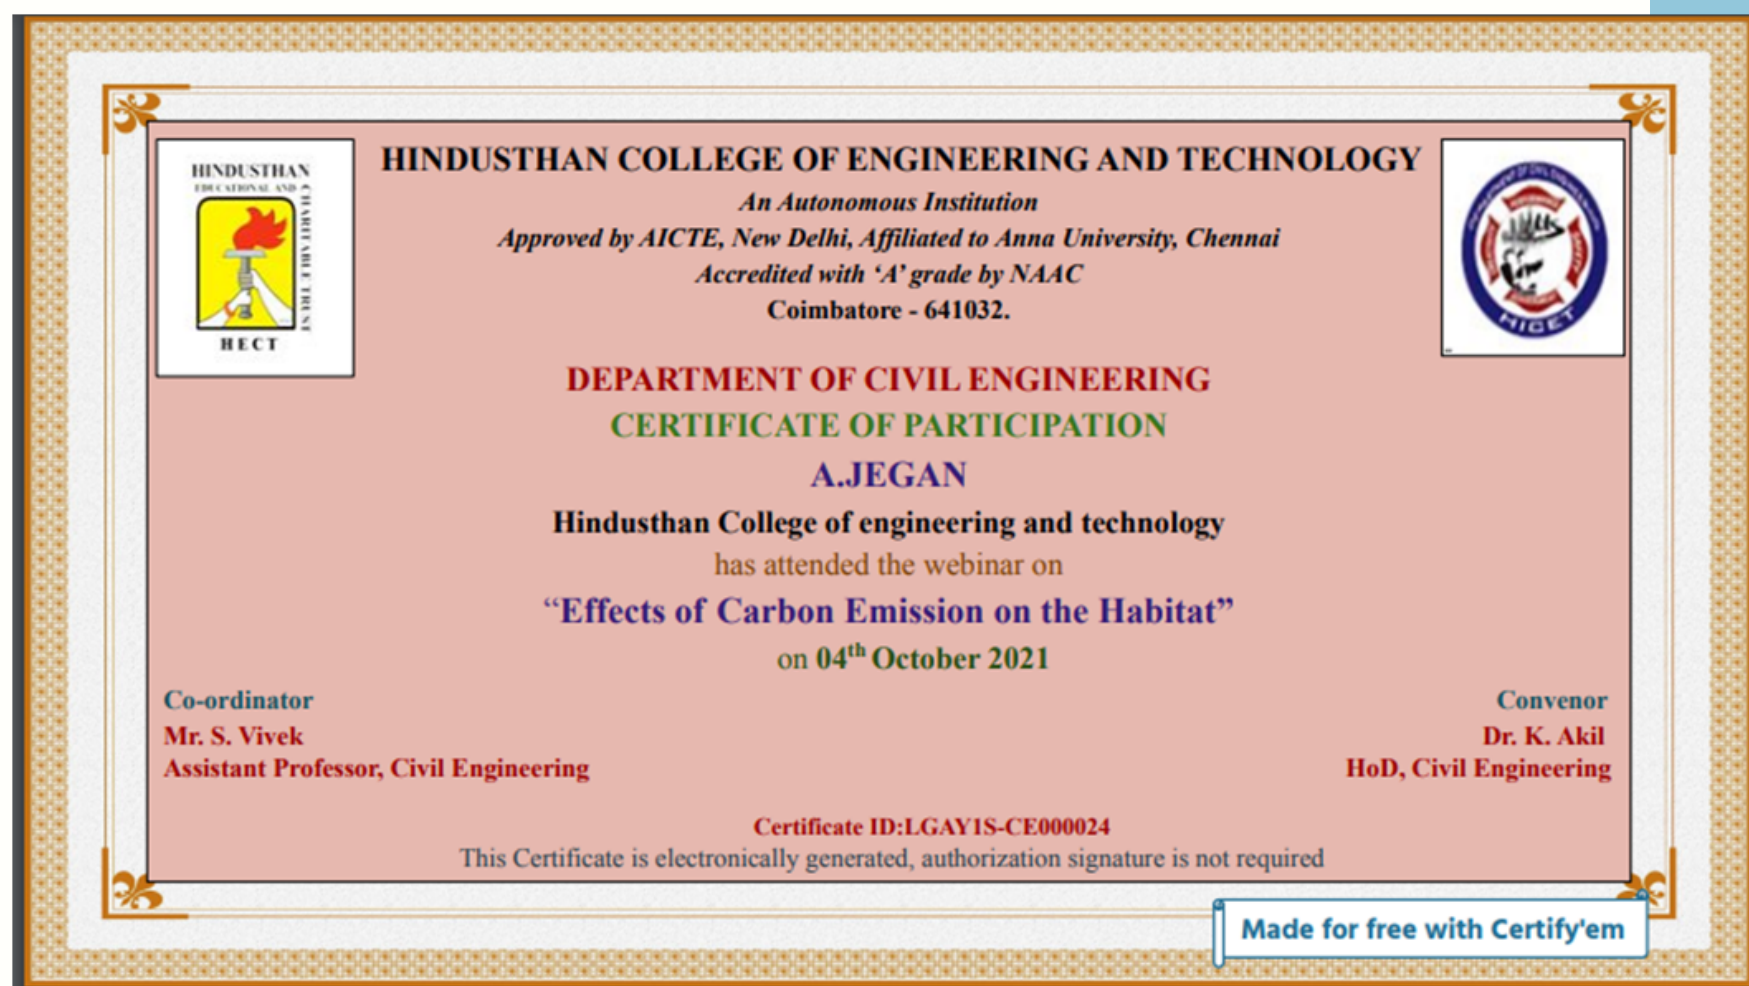 HINDUSTHAN
EDUCATIONAL AND
CHARITABLE TRUST
HECT
HINDUSTHAN COLLEGE OF ENGINEERING AND TECHNOLOGY
An Autonomous Institution
Approved by AICTE, New Delhi, Affiliated to Anna University, Chennai
Accredited with ‘A’ grade by NAAC
Coimbatore - 641032.
HICET
DEPARTMENT OF CIVIL ENGINEERING
CERTIFICATE OF PARTICIPATION
A.JEGAN
Hindusthan College of engineering and technology
has attended the webinar on
“Effects of Carbon Emission on the Habitat”
on 04th October 2021
Co-ordinator
Mr. S. Vivek
Assistant Professor, Civil Engineering
Convenor
Dr. K. Akil
HoD, Civil Engineering
Certificate ID:LGAY1S-CE000024
This Certificate is electronically generated, authorization signature is not required
Made for free with Certify'em